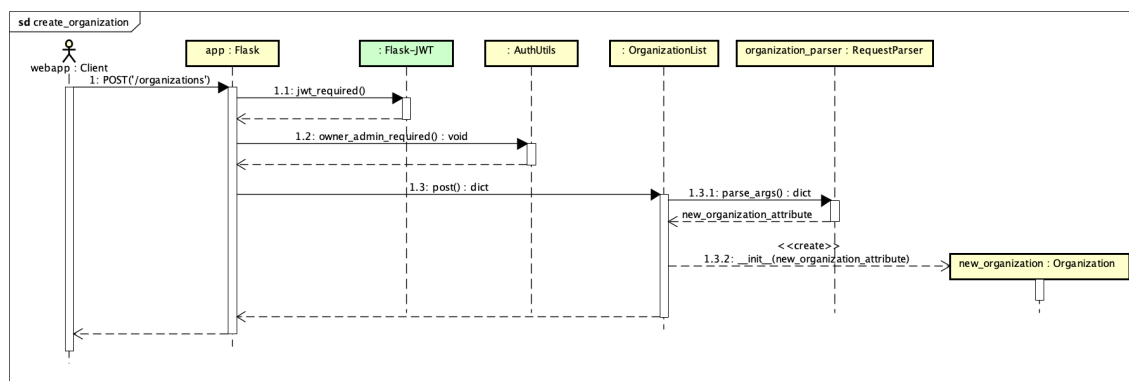 sd create_organization
app : Flask
: Flask-JWT
: AuthUtils
: OrganizationList
organization_parser : RequestParser
webapp : Client
1: POST('/organizations')
1.1: jwt_required()
1.2: owner_admin_required() : void
1.3: post() : dict
1.3.1: parse_args() : dict
new_organization_attribute
<<create>>
1.3.2: __init__(new_organization_attribute)
new_organization : Organization